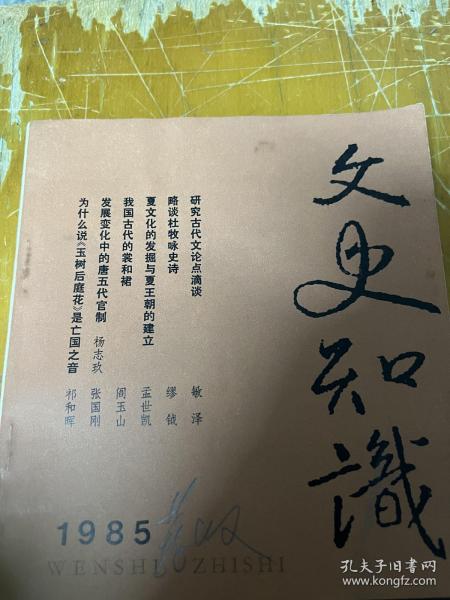 文史知識
研究古代文论点滴谈 敏泽
略谈杜牧咏史诗 缪钺
夏文化的发掘与夏王朝的建立 孟世凯
我国古代的裳和裙 阎玉山
发展变化中的唐五代官制 杨志玖 张国刚
为什么说《玉树后庭花》是亡国之音 祁和晖
1985
WENSHI ZHISHI
孔夫子旧书网
www.kongfz.com